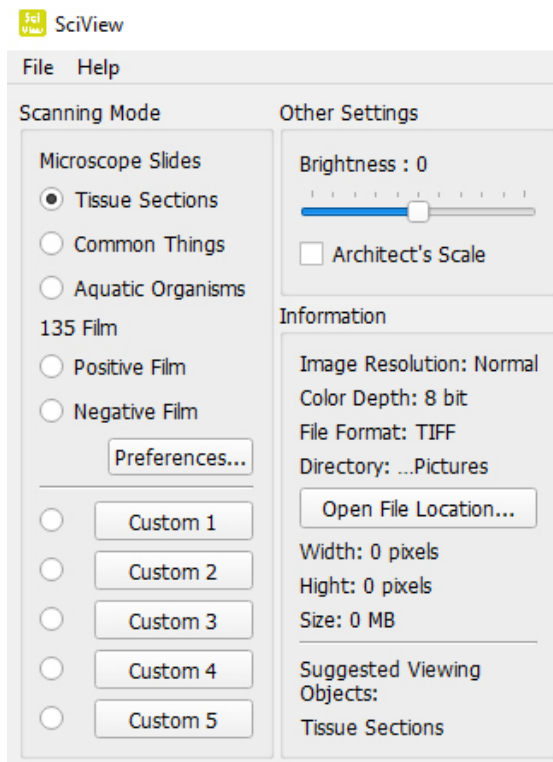 Sci
View
SciView
File Help
Scanning Mode
Microscope Slides
Tissue Sections
Common Things
Aquatic Organisms
135 Film
Positive Film
Negative Film
Preferences...
Custom 1
Custom 2
Custom 3
Custom 4
Custom 5
Other Settings
Brightness : 0
Architect's Scale
Information
Image Resolution: Normal
Color Depth: 8 bit
File Format: TIFF
Directory: ...Pictures
Open File Location...
Width: 0 pixels
Hight: 0 pixels
Size: 0 MB
Suggested Viewing
Objects:
Tissue Sections